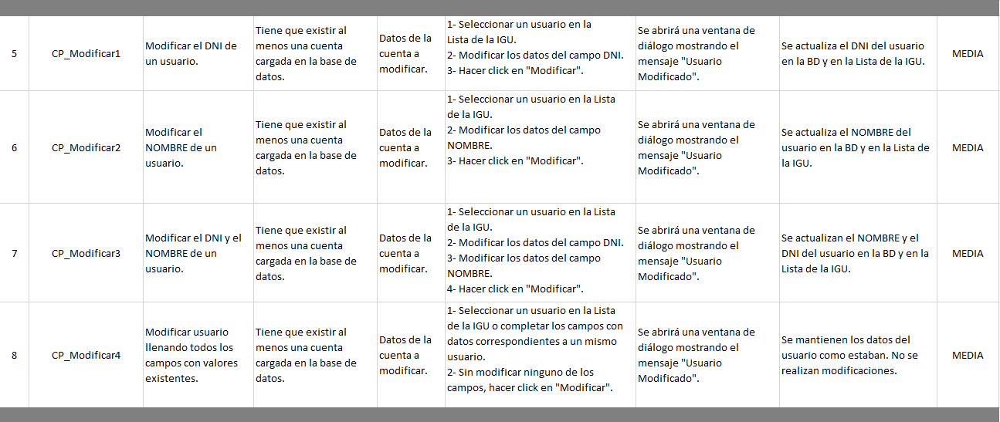 5
CP_Modificar1
Modificar el DNI de
un usuario.
Tiene que existir al
menos una cuenta
cargada en la base de
datos.
Datos de la
cuenta a
modificar.
1- Seleccionar un usuario en la
Lista de la IGU.
2- Modificar los datos del campo DNI.
3- Hacer click en "Modificar".
Se abrirá una ventana de
diálogo mostrando el
mensaje "Usuario
Modificado".
Se actualiza el DNI del usuario
en la BD y en la Lista de la IGU.
MEDIA
6
CP_Modificar2
Modificar el
NOMBRE de un
usuario.
Tiene que existir al
menos una cuenta
cargada en la base de
datos.
Datos de la
cuenta a
modificar.
1- Seleccionar un usuario en la Lista
de la IGU.
2- Modificar los datos del campo
NOMBRE.
3- Hacer click en "Modificar".
Se abrirá una ventana de
diálogo mostrando el
mensaje "Usuario
Modificado".
Se actualiza el NOMBRE del
usuario en la BD y en la Lista de
la IGU.
MEDIA
7
CP_Modificar3
Modificar el DNI y el
NOMBRE de un
usuario.
Tiene que existir al
menos una cuenta
cargada en la base de
datos.
Datos de la
cuenta a
modificar.
1- Seleccionar un usuario en la Lista
de la IGU.
2- Modificar los datos del campo DNI.
3- Modificar los datos del campo
NOMBRE.
4- Hacer click en "Modificar".
Se abrirá una ventana de
diálogo mostrando el
mensaje "Usuario
Modificado".
Se actualizan el NOMBRE y el
DNI del usuario en la BD y en la
Lista de la IGU.
MEDIA
8
CP_Modificar4
Modificar usuario
llenando todos los
campos con valores
existentes.
Tiene que existir al
menos una cuenta
cargada en la base de
datos.
Datos de la
cuenta a
modificar.
1- Seleccionar un usuario en la Lista
de la IGU o completar los campos con
datos correspondientes a un mismo
usuario.
2- Sin modificar ninguno de los
campos, hacer click en "Modificar".
Se abrirá una ventana de
diálogo mostrando el
mensaje "Usuario
Modificado".
Se mantienen los datos del
usuario como estaban. No se
realizan modificaciones.
MEDIA